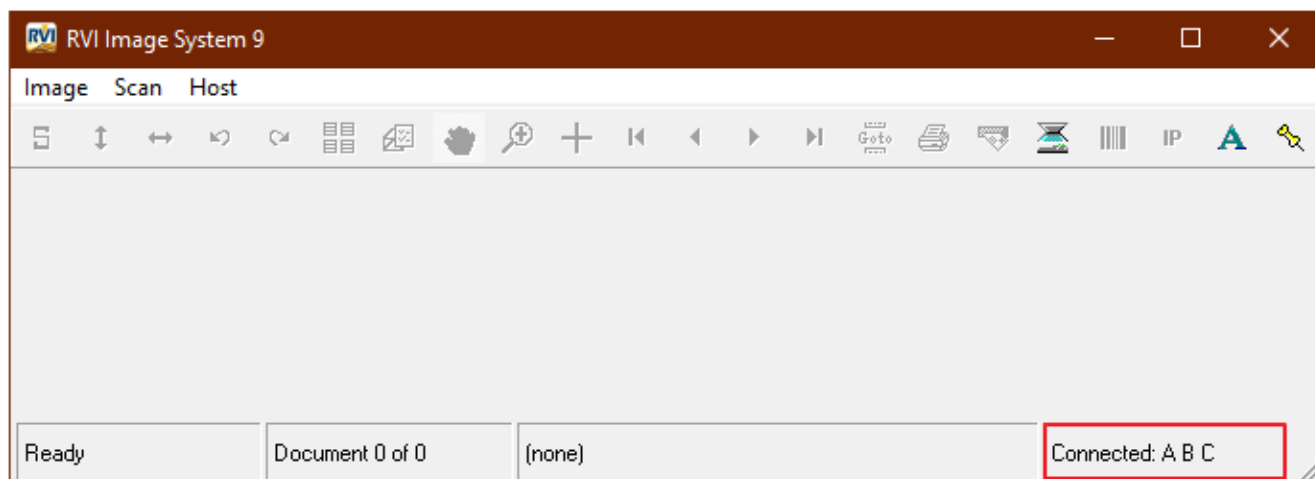 RVI RVI Image System 9
Image Scan Host
S Goto IP A
Ready Document 0 of 0 (none) Connected: A B C